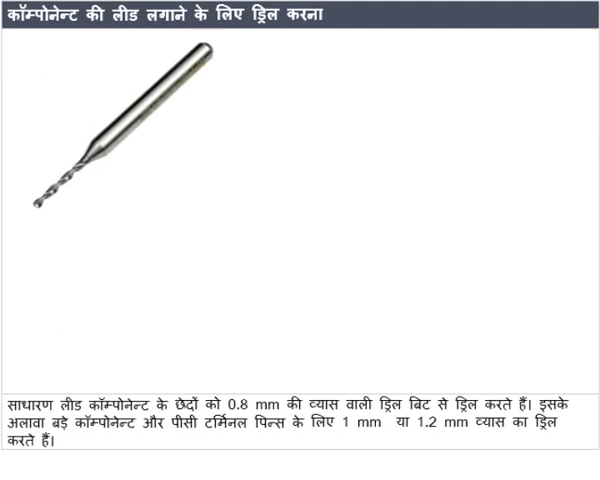 कॉम्पोनेन्ट की लीड लगाने के लिए ड्रिल करना
साधारण लीड कॉम्पोनेन्ट के छेदों को 0.8 mm की व्यास वाली ड्रिल बिट से ड्रिल करते हैं। इसके
अलावा बड़े कॉम्पोनेन्ट और पीसी टर्मिनल पिन्स के लिए 1 mm या 1.2 mm व्यास का ड्रिल
करते हैं।